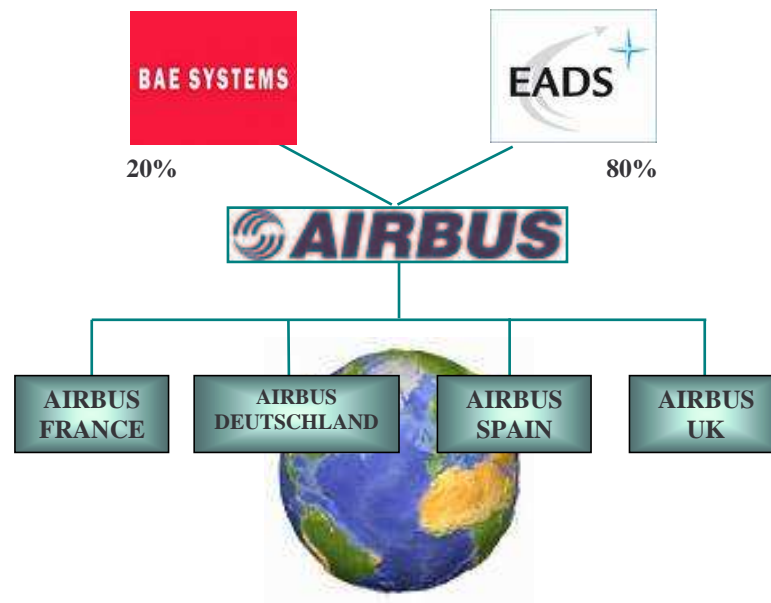 BAE SYSTEMS
EADS
20%
80%
AIRBUS
AIRBUS
FRANCE
AIRBUS
DEUTSCHLAND
AIRBUS
SPAIN
AIRBUS
UK